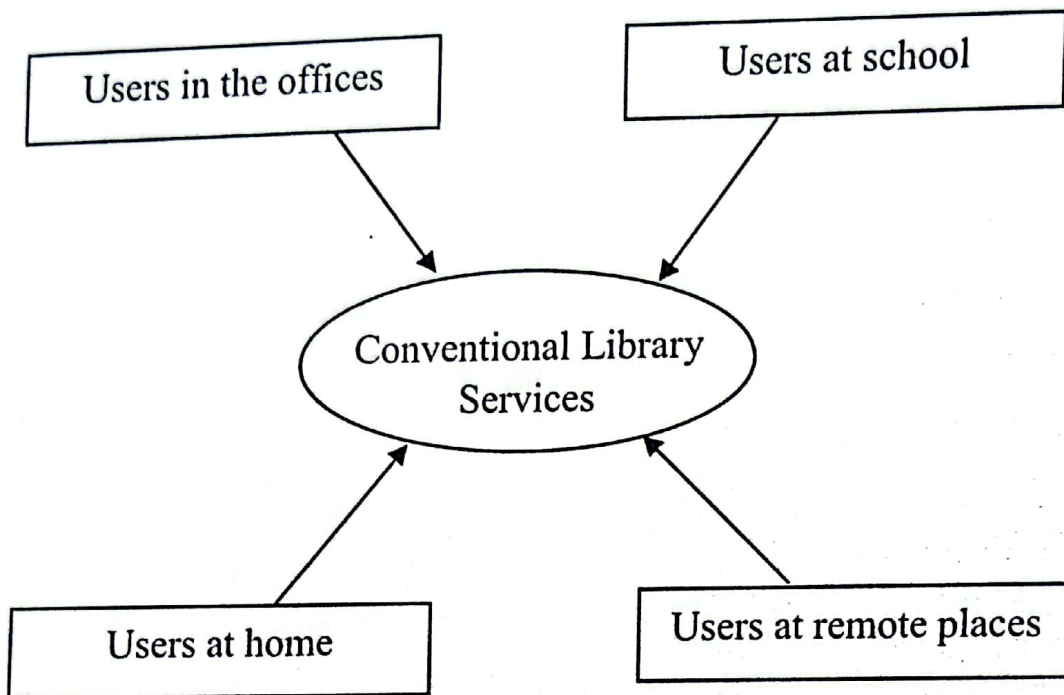 Users in the offices
Users at school
Conventional Library
Services
Users at home
Users at remote places